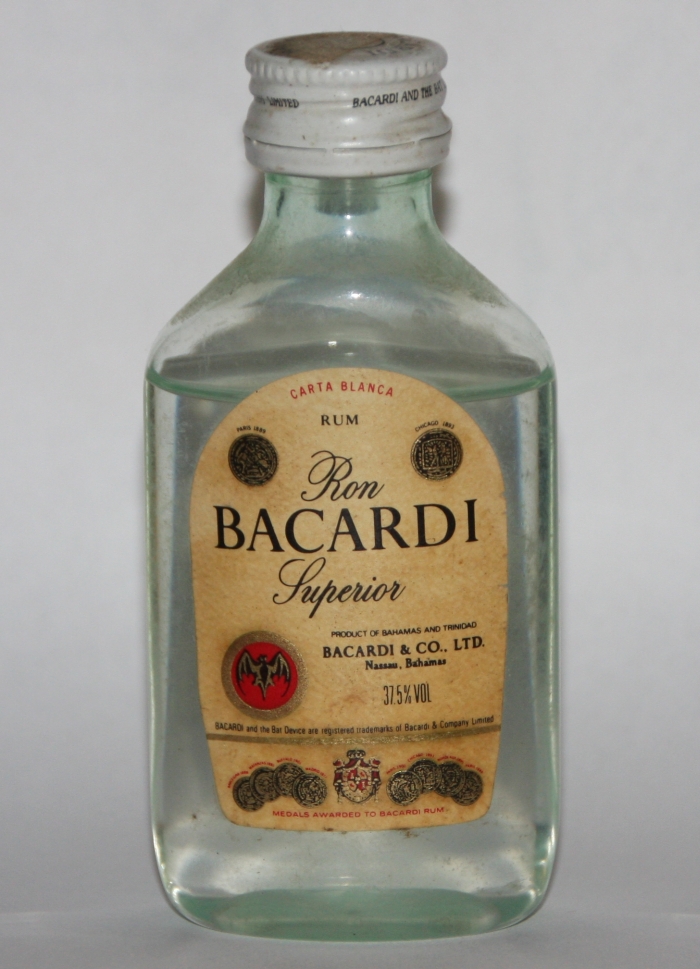 LIMITED BACARDI AND THE
CARTA BLANCA
RUM
PARIS 1889
CHICAGO 1893
Ron
BACARDI
Superior
PRODUCT OF BAHAMAS AND TRINIDAD
BACARDI & CO., LTD.
Nassau, Bahamas
37.5% VOL
BACARDI and the Bat Device are registered trademarks of Bacardi & Company Limited
MEDALS AWARDED TO BACARDI RUM